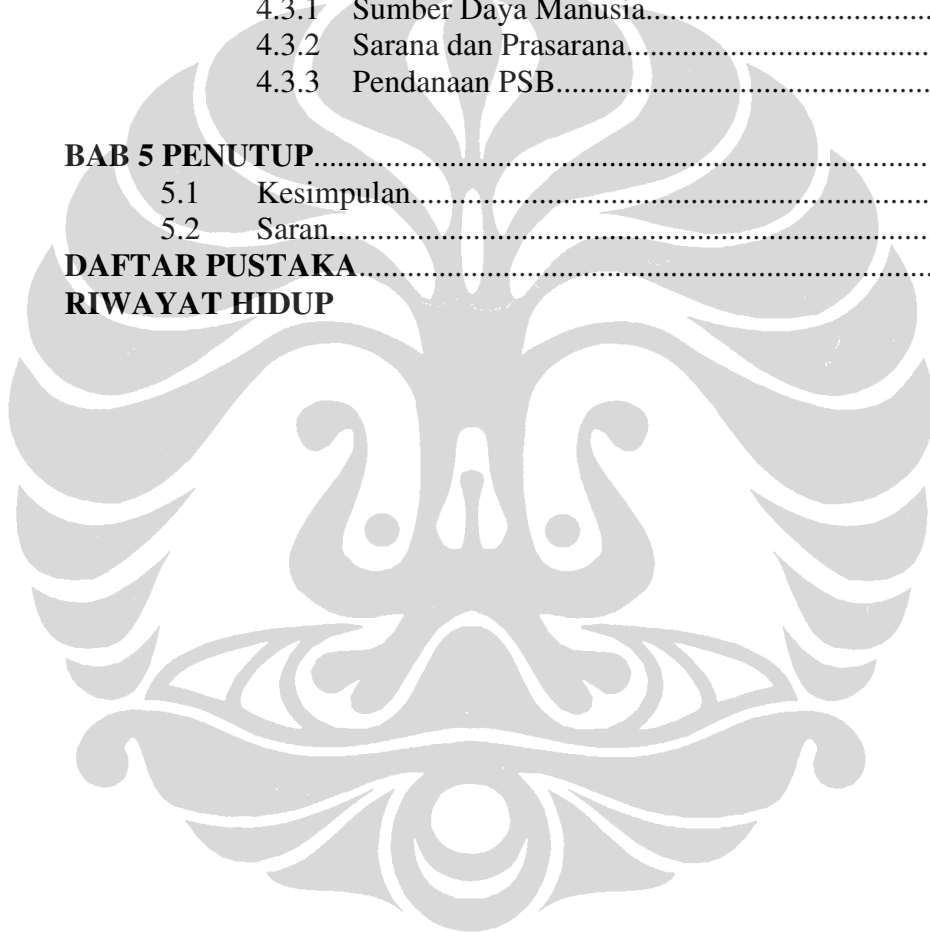 4.3.1 Sumber Daya Manusia....................................
4.3.2 Sarana dan Prasarana.......................................
4.3.3 Pendanaan PSB................................................
BAB 5 PENUTUP..............................................................................
5.1 Kesimpulan..................................................................
5.2 Saran............................................................................
DAFTAR PUSTAKA........................................................................
RIWAYAT HIDUP